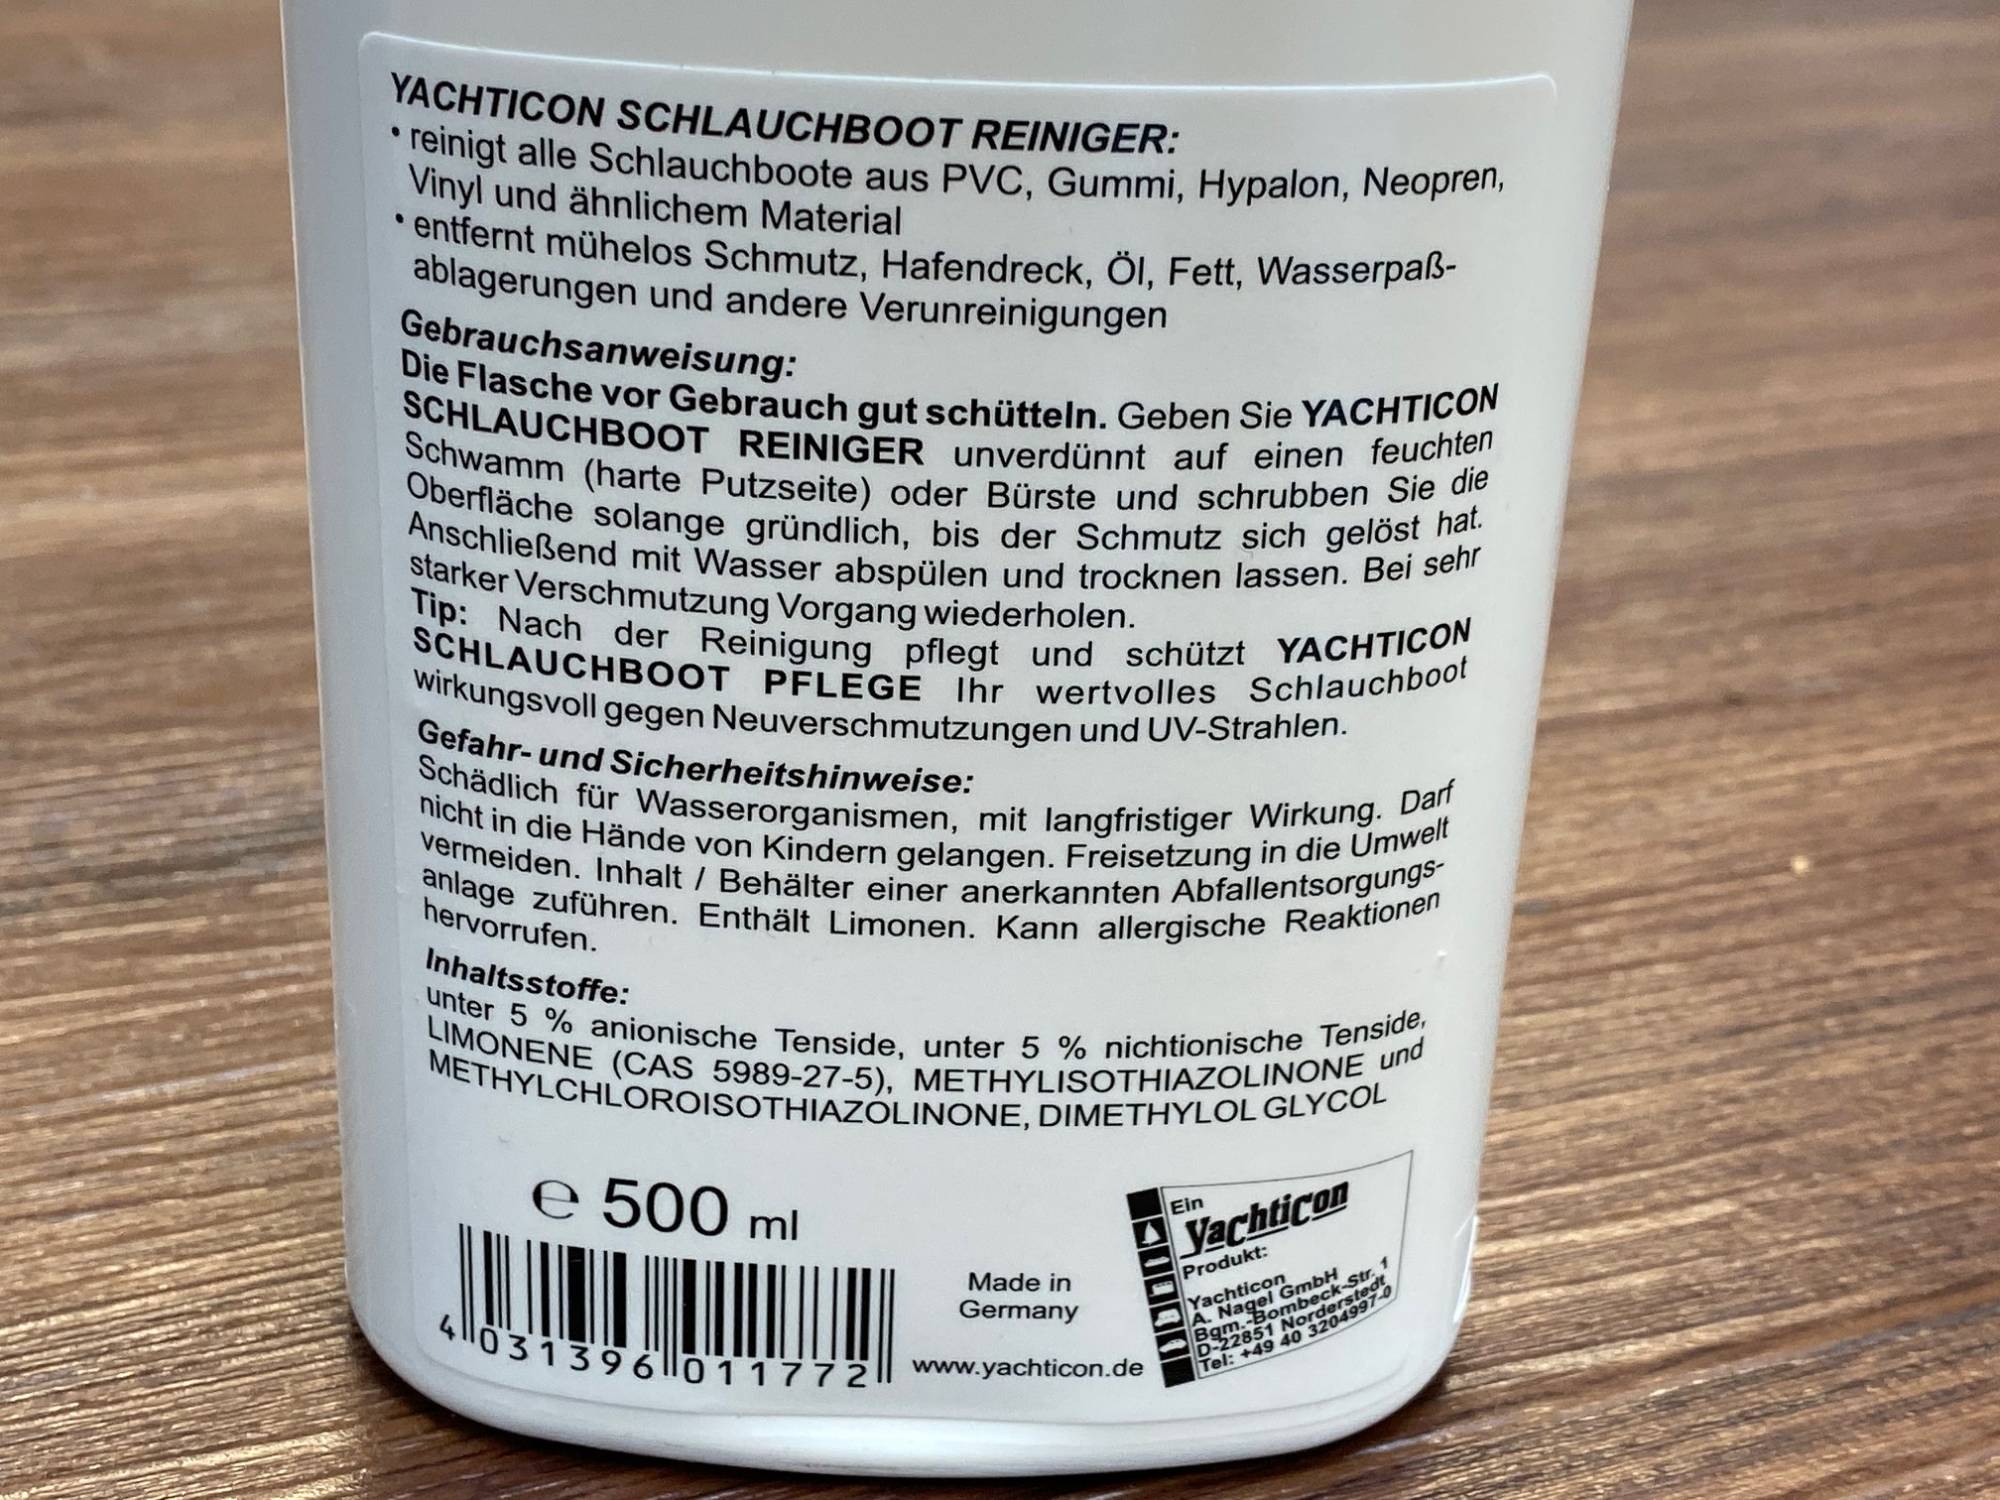 YACHTICON SCHLAUCHBOOT REINIGER:
• reinigt alle Schlauchboote aus PVC, Gummi, Hypalon, Neopren,
Vinyl und ähnlichem Material
• entfernt mühelos Schmutz, Hafendreck, Öl, Fett, Wasserpaß-
ablagerungen und andere Verunreinigungen
Gebrauchsanweisung:
Die Flasche vor Gebrauch gut schütteln. Geben Sie YACHTICON
SCHLAUCHBOOT REINIGER unverdünnt auf einen feuchten
Schwamm (harte Putzseite) oder Bürste und schrubben Sie die
Oberfläche solange gründlich, bis der Schmutz sich gelöst hat.
Anschließend mit Wasser abspülen und trocknen lassen. Bei sehr
starker Verschmutzung Vorgang wiederholen.
Tip: Nach der Reinigung pflegt und schützt YACHTICON
SCHLAUCHBOOT PFLEGE Ihr wertvolles Schlauchboot
wirkungsvoll gegen Neuverschmutzungen und UV-Strahlen.
Gefahr- und Sicherheitshinweise:
Schädlich für Wasserorganismen, mit langfristiger Wirkung. Darf
nicht in die Hände von Kindern gelangen. Freisetzung in die Umwelt
vermeiden. Inhalt / Behälter einer anerkannten Abfallentsorgungs-
anlage zuführen. Enthält Limonen. Kann allergische Reaktionen
hervorrufen.
Inhaltsstoffe:
unter 5 % anionische Tenside, unter 5 % nichtionische Tenside,
LIMONENE (CAS 5989-27-5), METHYLISOTHIAZOLINONE und
METHYLCHLOROISOTHIAZOLINONE, DIMETHYLOL GLYCOL
℮ 500 ml
4 031396 011772
Made in
Germany
www.yachticon.de
Ein
Yachticon
Produkt:
Yachticon
A. Nagel GmbH
Bgm.-Bombeck-Str. 1
D-22851 Norderstedt
Tel: +49 40 3204997-0